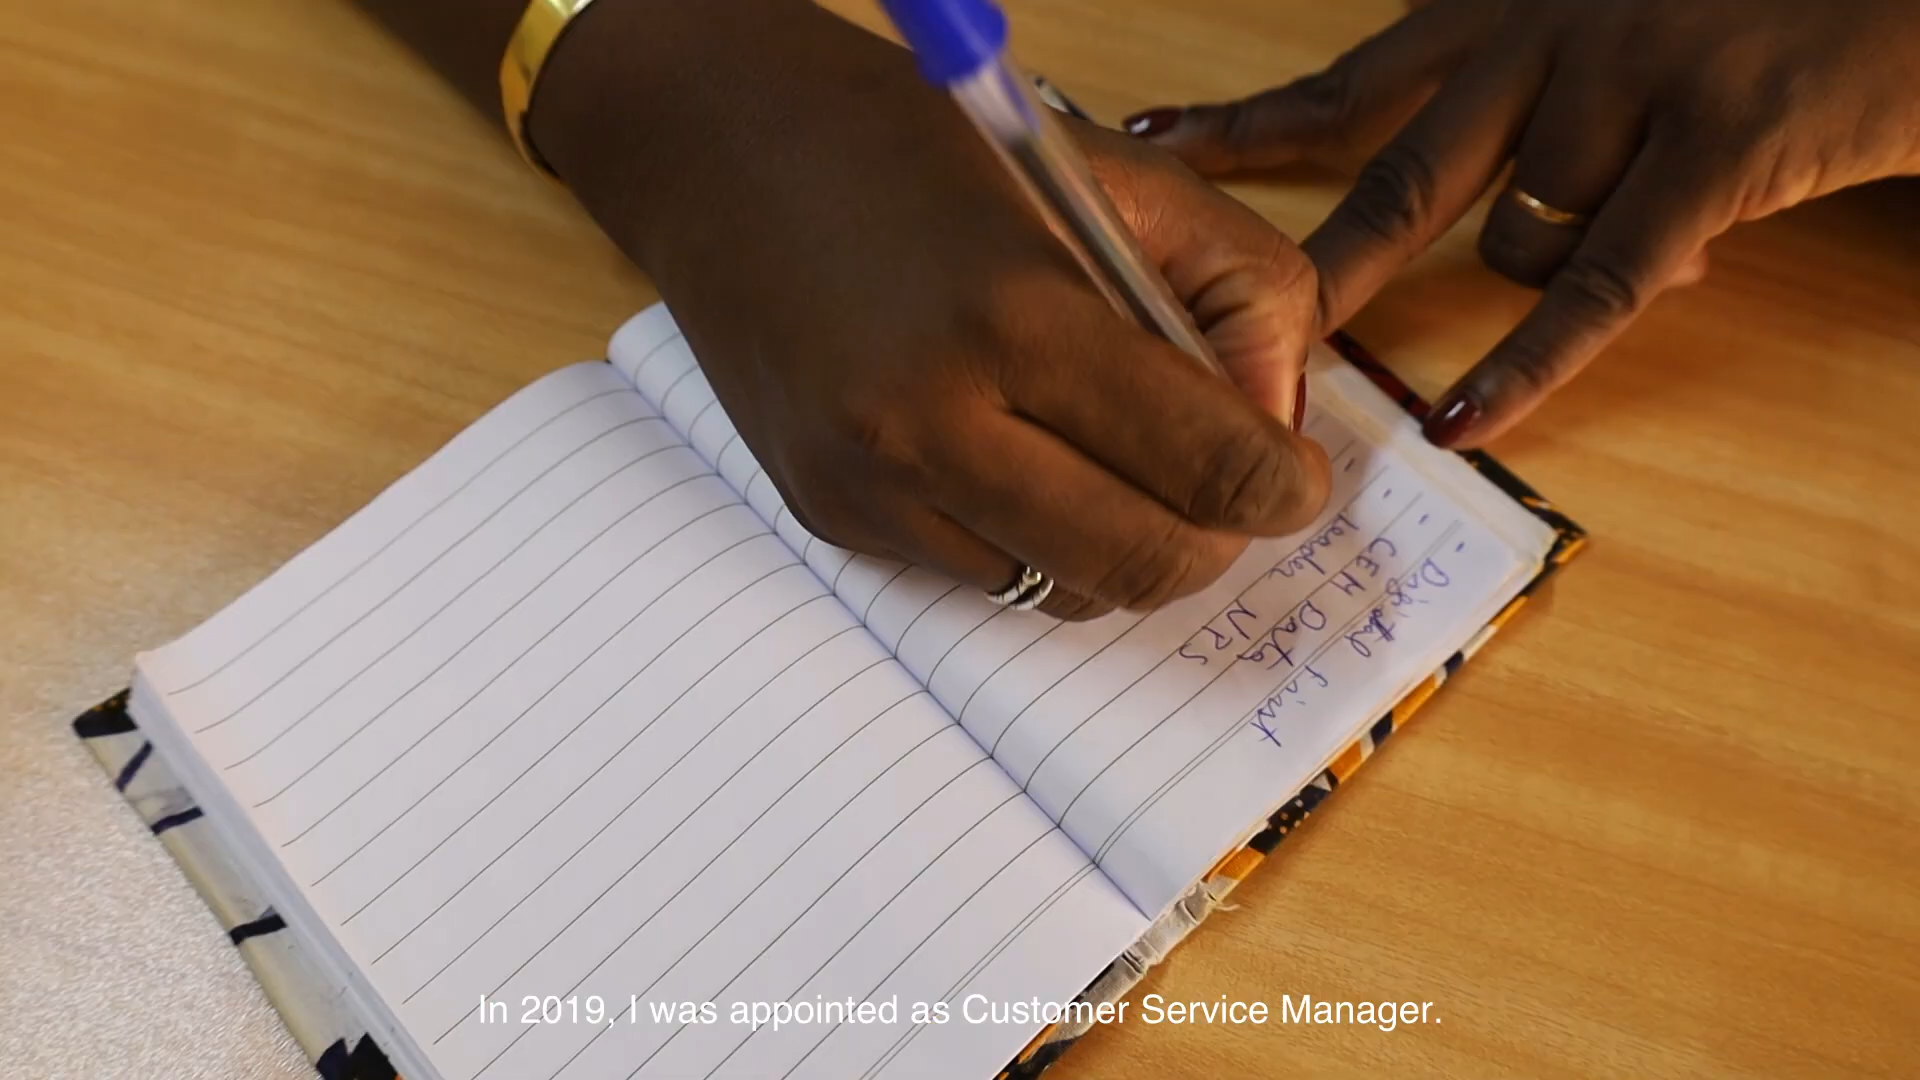 - Digital First
- CEM Data
- Leader NPS
-
In 2019, I was appointed as Customer Service Manager.